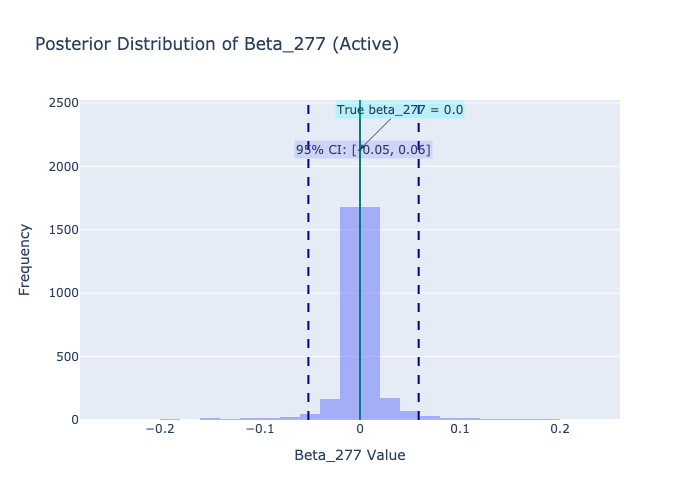 Posterior Distribution of Beta_277 (Active)
2500
2000
1500
1000
500
0
Frequency
True beta_277 = 0.0
95% CI: [-0.05, 0.06]
−0.2
−0.1
0
0.1
0.2
Beta_277 Value